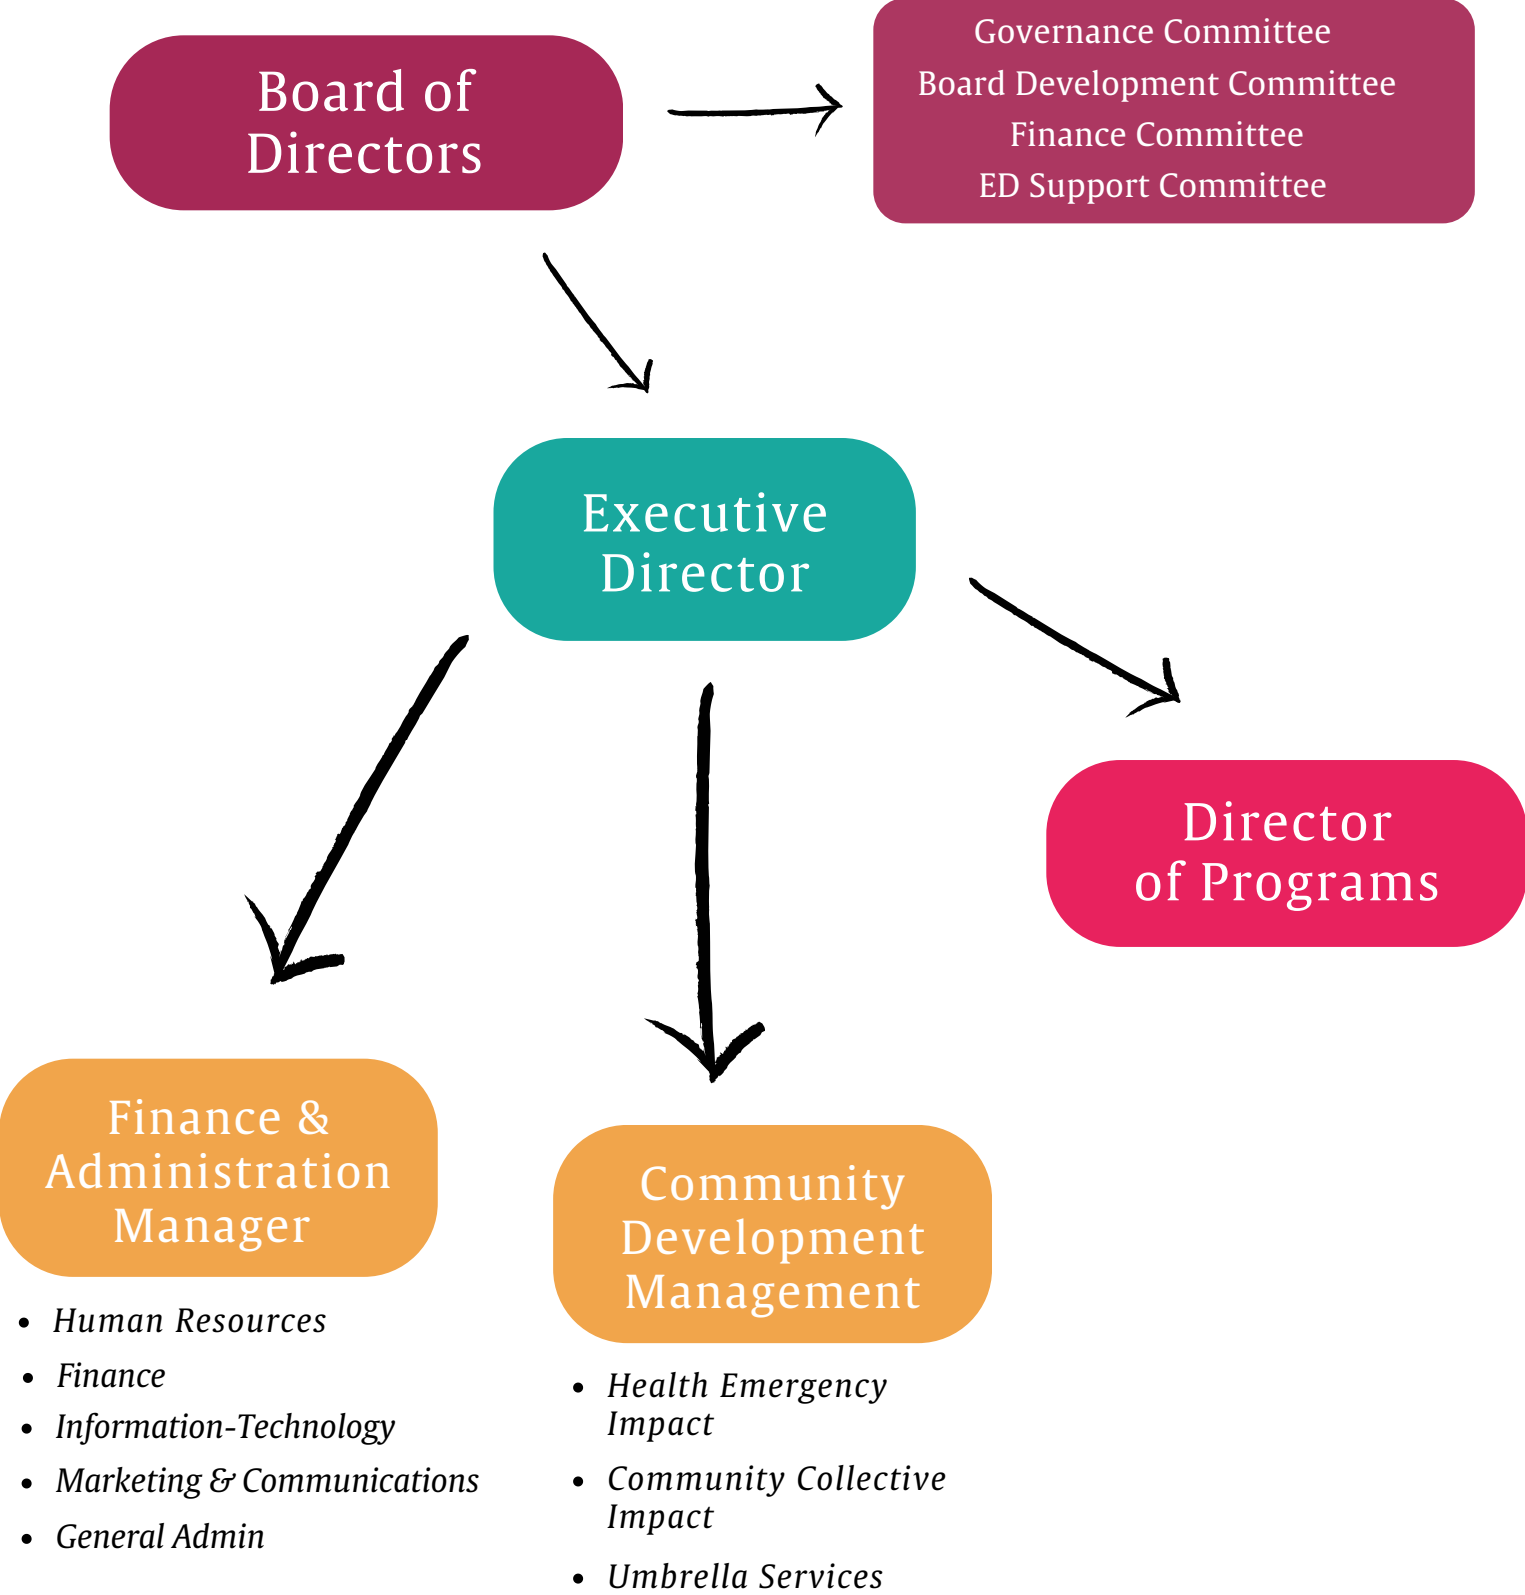 Board of
Directors
Governance Committee
Board Development Committee
Finance Committee
ED Support Committee
Executive
Director
Director
of Programs
Finance &
Administration
Manager
• Human Resources
• Finance
• Information-Technology
• Marketing & Communications
• General Admin
Community
Development
Management
• Health Emergency
Impact
• Community Collective
Impact
• Umbrella Services